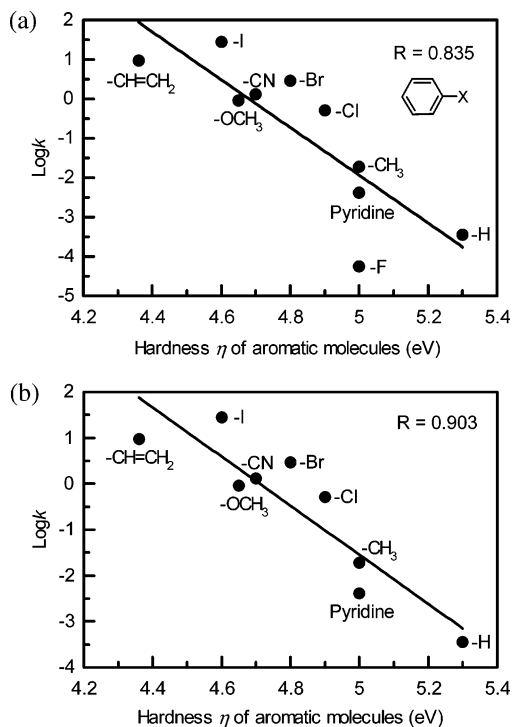 (a)
2
1
0
-1
-2
-3
-4
-5
Logk
-CH=CH₂
-I
-CN
-Br
-OCH₃
-Cl
-CH₃
Pyridine
-F
-H
R = 0.835
X
4.2 4.4 4.6 4.8 5 5.2 5.4
Hardness η of aromatic molecules (eV)
(b)
2
1
0
-1
-2
-3
-4
Logk
-CH=CH₂
-I
-CN
-Br
-OCH₃
-Cl
-CH₃
Pyridine
-H
R = 0.903
4.2 4.4 4.6 4.8 5.0 5.2 5.4
Hardness η of aromatic molecules (eV)